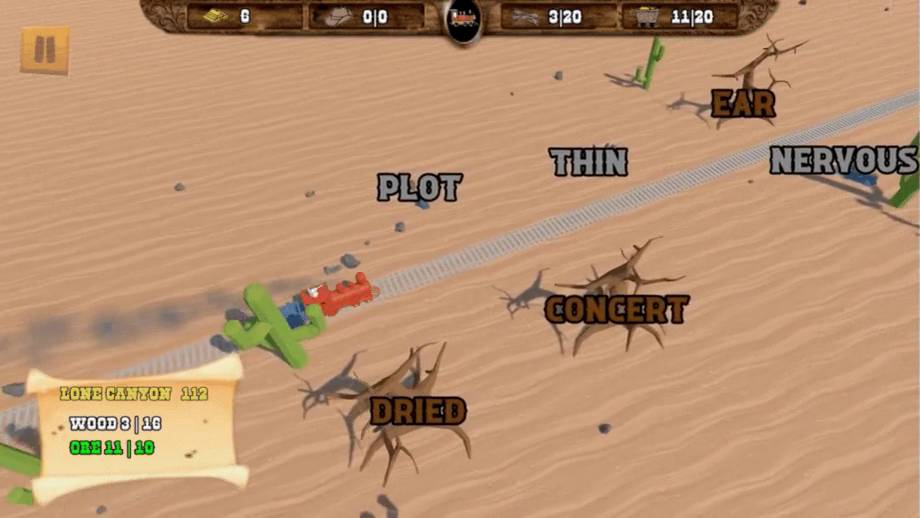 6 0|0 3|20 11|20
EAR
THIN NERVOUS
PLOT
CONCERT
DRIED
LONE CANYON 112
WOOD 3 | 16
ORE 11 | 10